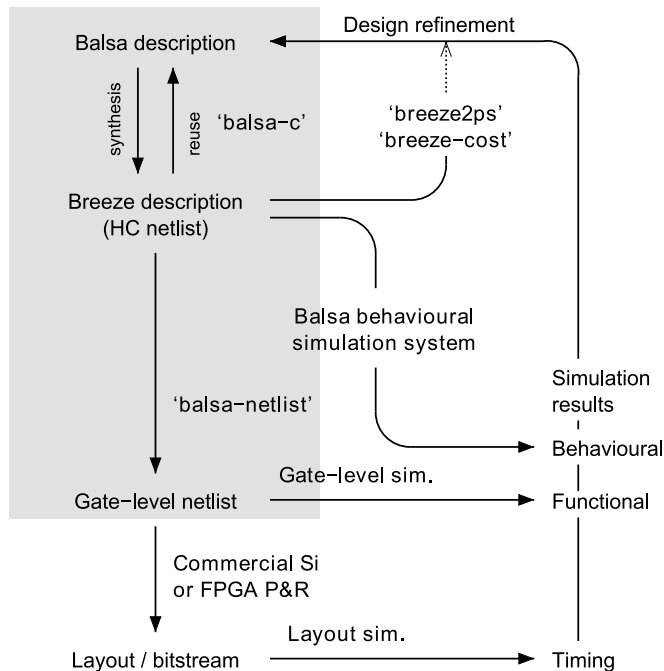 Design refinement
Balsa description
synthesis
reuse
‘balsa−c’
‘breeze2ps’
‘breeze−cost’
Breeze description
(HC netlist)
Balsa behavioural
simulation system
Simulation
results
‘balsa−netlist’
Behavioural
Gate−level sim.
Gate−level netlist
Functional
Commercial Si
or FPGA P&R
Layout sim.
Layout / bitstream
Timing